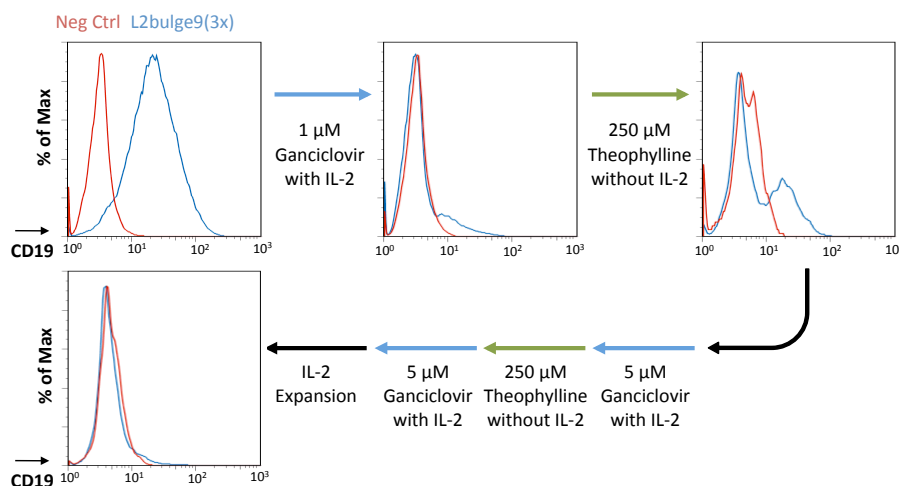 Neg Ctrl L2bulge9(3x)
% of Max
10⁰ 10¹ 10² 10³
CD19
1 µM
Ganciclovir
with IL-2
10⁰ 10¹ 10² 10³
250 µM
Theophylline
without IL-2
10⁰ 10¹ 10² 10
% of Max
10⁰ 10¹ 10² 10³
CD19
IL-2
Expansion
5 µM
Ganciclovir
with IL-2
250 µM
Theophylline
without IL-2
5 µM
Ganciclovir
with IL-2